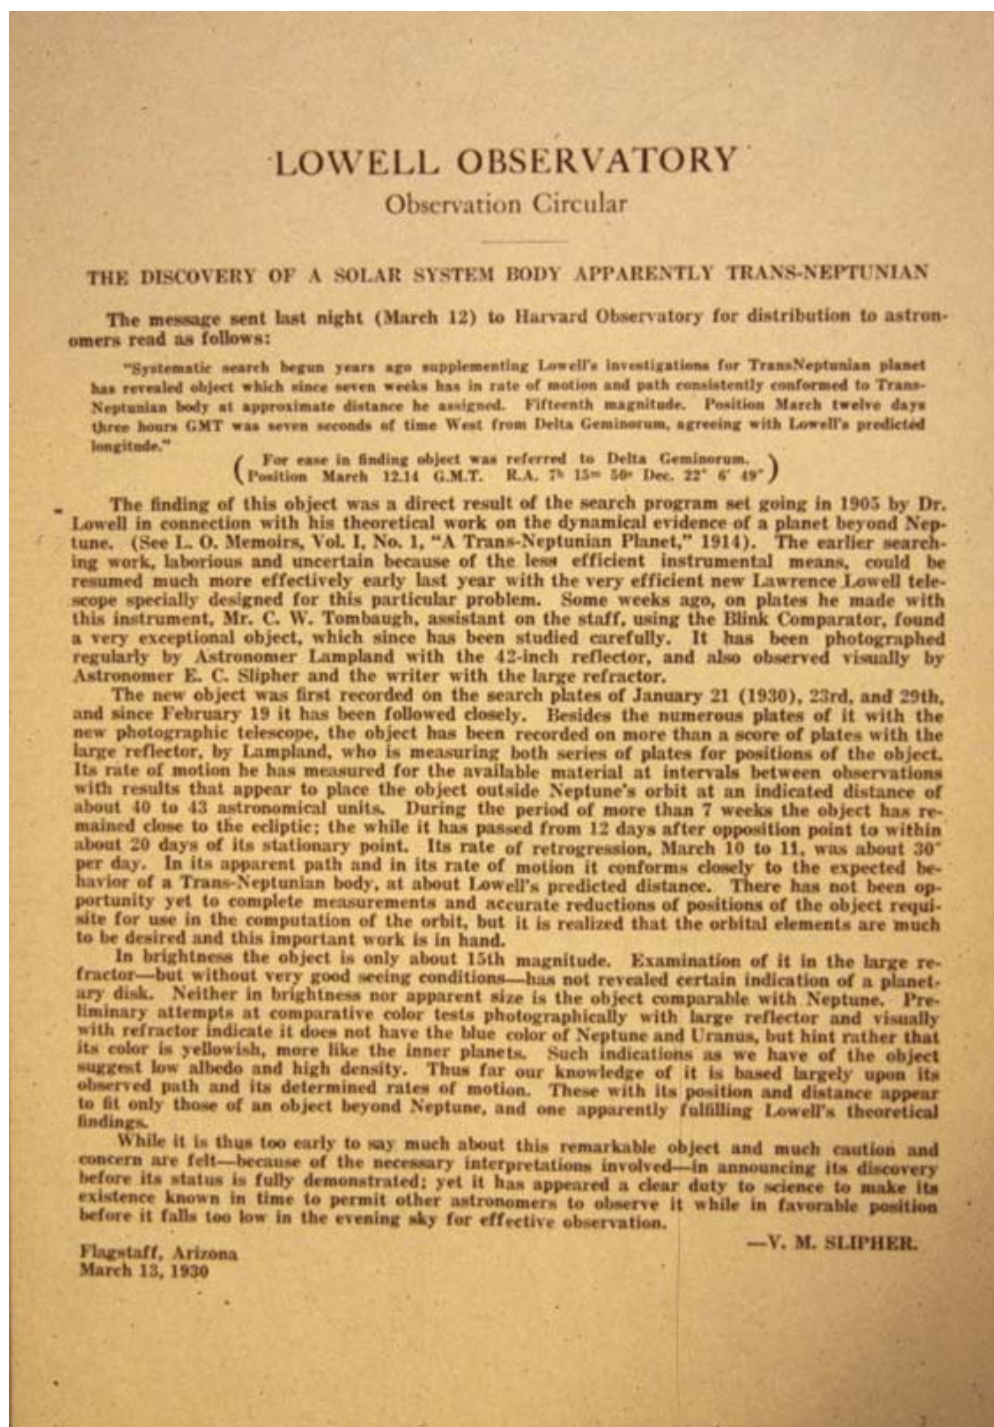 LOWELL OBSERVATORY
Observation Circular
THE DISCOVERY OF A SOLAR SYSTEM BODY APPARENTLY TRANS-NEPTUNIAN
The message sent last night (March 12) to Harvard Observatory for distribution to astron-
omers read as follows:
"Systematic search begun years ago supplementing Lowell's investigations for TransNeptunian planet
has revealed object which since seven weeks has in rate of motion and path consistently conformed to Trans-
Neptunian body at approximate distance he assigned. Fifteenth magnitude. Position March twelve days
three hours GMT was seven seconds of time West from Delta Geminorum, agreeing with Lowell's predicted
longitude."
( For ease in finding object was referred to Delta Geminorum. )
( Position March 12.14 G.M.T. R.A. 7h 15m 50s Dec. 22° 6' 49" )
The finding of this object was a direct result of the search program set going in 1905 by Dr.
Lowell in connection with his theoretical work on the dynamical evidence of a planet beyond Nep-
tune. (See L. O. Memoirs, Vol. I, No. 1, "A Trans-Neptunian Planet," 1914). The earlier search-
ing work, laborious and uncertain because of the less efficient instrumental means, could be
resumed much more effectively early last year with the very efficient new Lawrence Lowell tele-
scope specially designed for this particular problem. Some weeks ago, on plates he made with
this instrument, Mr. C. W. Tombaugh, assistant on the staff, using the Blink Comparator, found
a very exceptional object, which since has been studied carefully. It has been photographed
regularly by Astronomer Lampland with the 42-inch reflector, and also observed visually by
Astronomer E. C. Slipher and the writer with the large refractor.
The new object was first recorded on the search plates of January 21 (1930), 23rd, and 29th,
and since February 19 it has been followed closely. Besides the numerous plates of it with the
new photographic telescope, the object has been recorded on more than a score of plates with the
large reflector, by Lampland, who is measuring both series of plates for positions of the object.
Its rate of motion he has measured for the available material at intervals between observations
with results that appear to place the object outside Neptune's orbit at an indicated distance of
about 40 to 43 astronomical units. During the period of more than 7 weeks the object has re-
mained close to the ecliptic; the while it has passed from 12 days after opposition point to within
about 20 days of its stationary point. Its rate of retrogression, March 10 to 11, was about 30"
per day. In its apparent path and in its rate of motion it conforms closely to the expected be-
havior of a Trans-Neptunian body, at about Lowell's predicted distance. There has not been op-
portunity yet to complete measurements and accurate reductions of positions of the object requi-
site for use in the computation of the orbit, but it is realized that the orbital elements are much
to be desired and this important work is in hand.
In brightness the object is only about 15th magnitude. Examination of it in the large re-
fractor—but without very good seeing conditions—has not revealed certain indication of a planet-
ary disk. Neither in brightness nor apparent size is the object comparable with Neptune. Pre-
liminary attempts at comparative color tests photographically with large reflector and visually
with refractor indicate it does not have the blue color of Neptune and Uranus, but hint rather that
its color is yellowish, more like the inner planets. Such indications as we have of the object
suggest low albedo and high density. Thus far our knowledge of it is based largely upon its
observed path and its determined rates of motion. These with its position and distance appear
to fit only those of an object beyond Neptune, and one apparently fulfilling Lowell's theoretical
findings.
While it is thus too early to say much about this remarkable object and much caution and
concern are felt—because of the necessary interpretations involved—in announcing its discovery
before its status is fully demonstrated; yet it has appeared a clear duty to science to make its
existence known in time to permit other astronomers to observe it while in favorable position
before it falls too low in the evening sky for effective observation.
—V. M. SLIPHER.
Flagstaff, Arizona
March 13, 1930